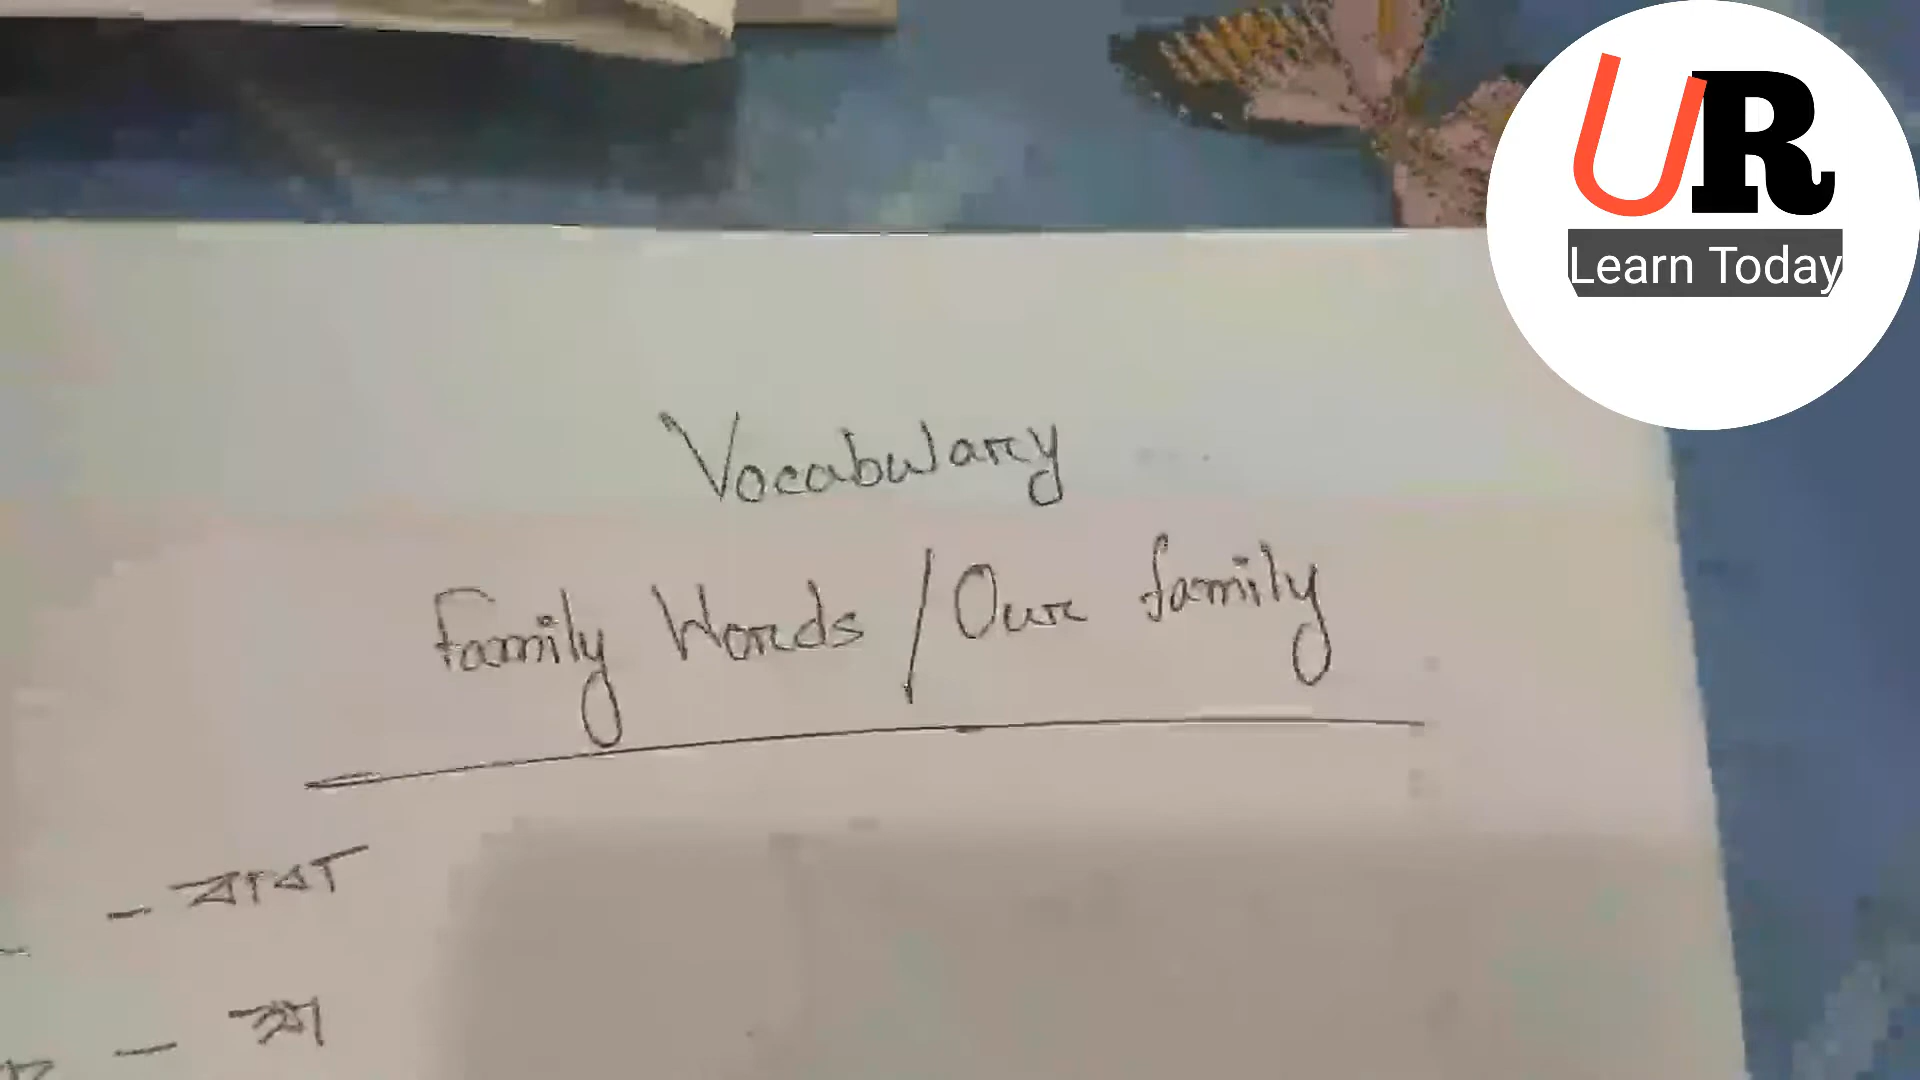 UR
Learn Today
Vocabulary
Family Words / Our family
- বাবা
- মা